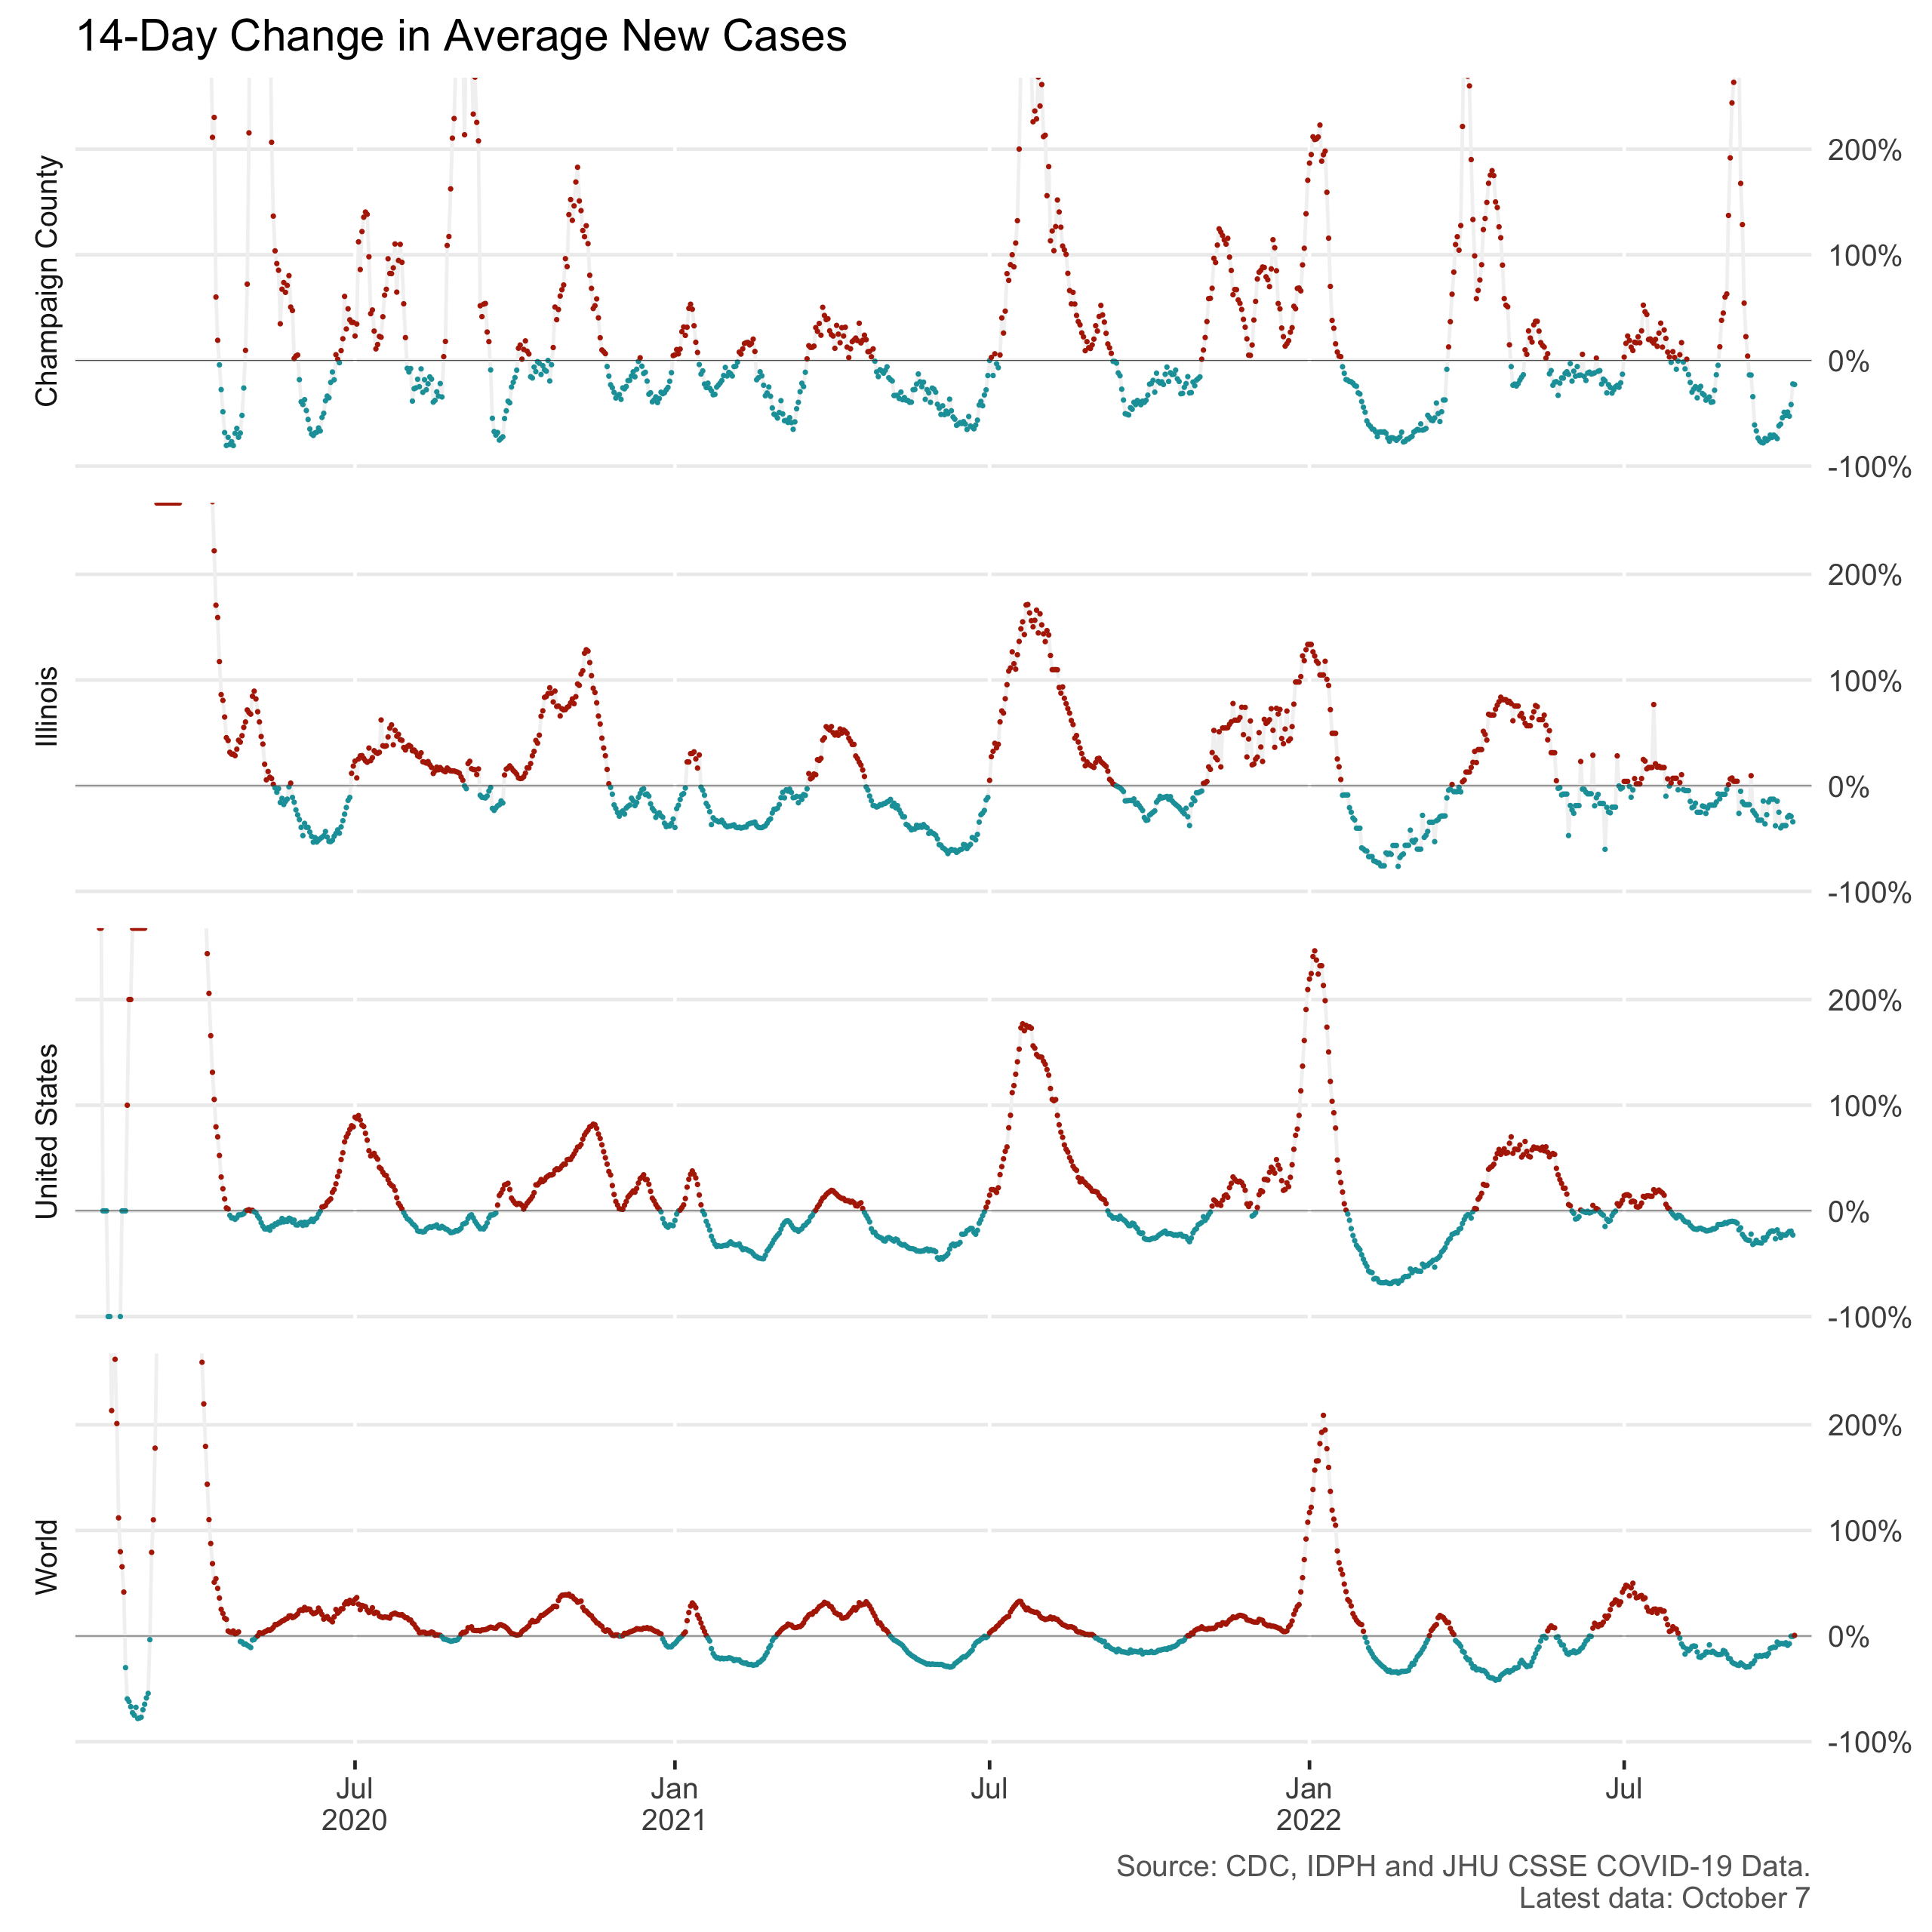 14-Day Change in Average New Cases
Champaign County
200%
100%
0%
-100%
Illinois
200%
100%
0%
-100%
United States
200%
100%
0%
-100%
World
200%
100%
0%
-100%
Jul
2020
Jan
2021
Jul
Jan
2022
Jul
Source: CDC, IDPH and JHU CSSE COVID-19 Data.
Latest data: October 7